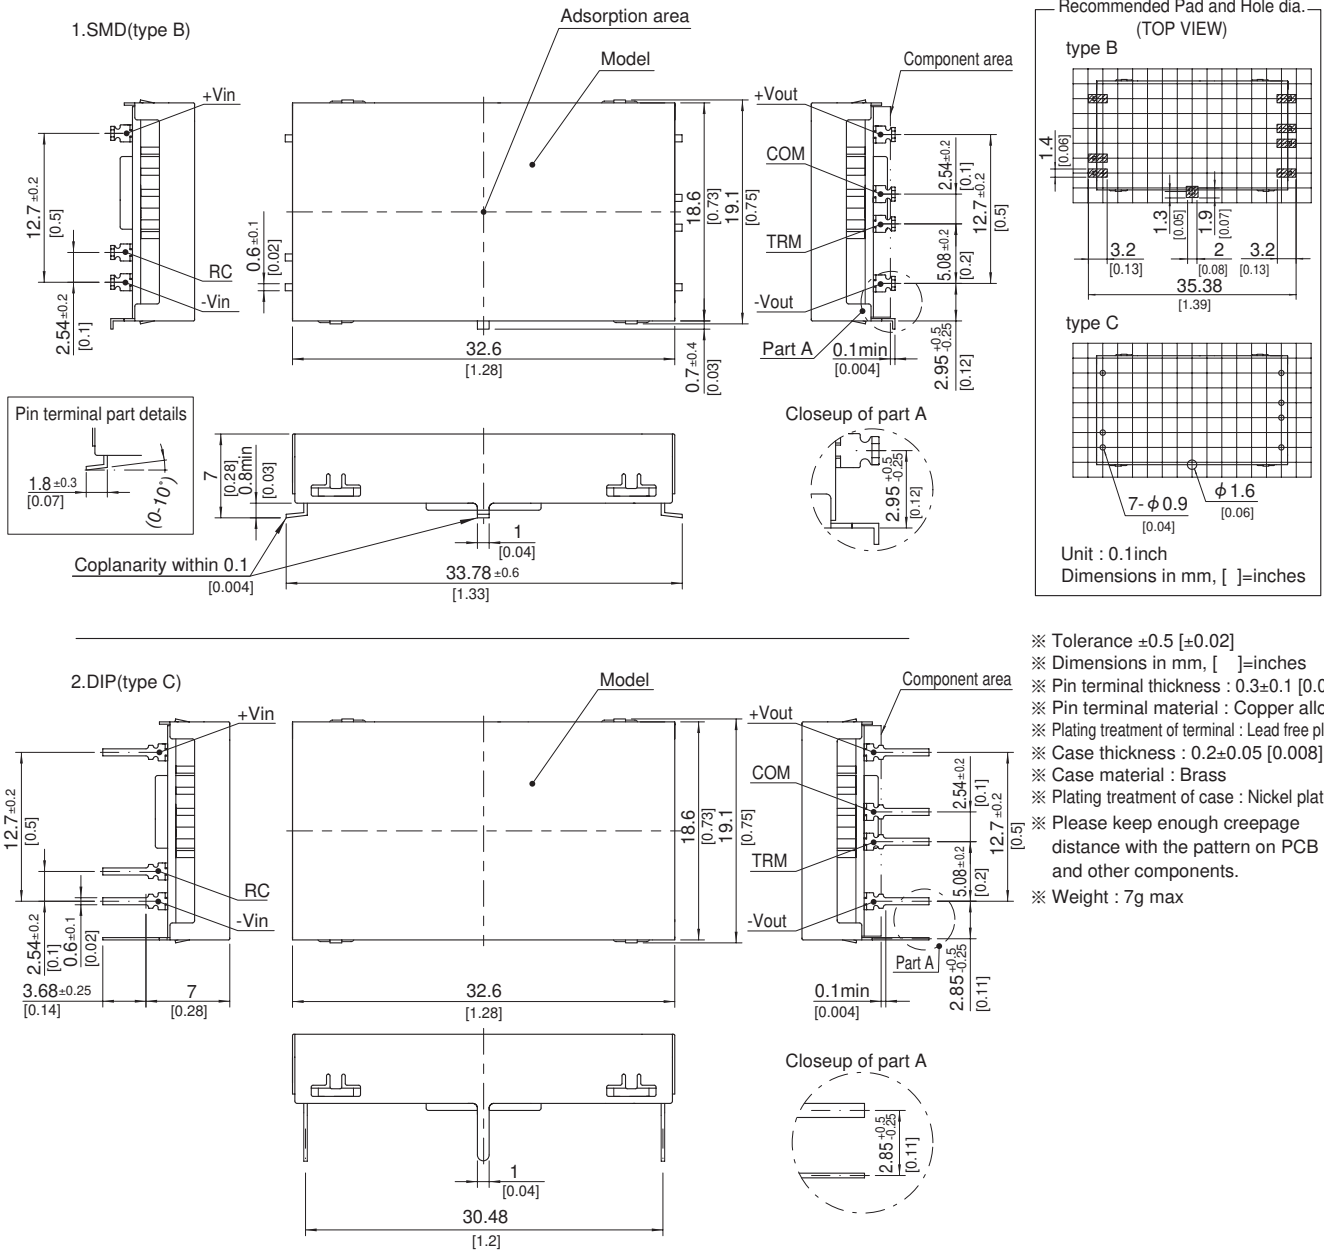 1.SMD(type B)
Adsorption area
Model
+Vin
RC
-Vin
12.7±0.2
[0.5]
2.54±0.2
[0.1]
0.6±0.1
[0.02]
32.6
[1.28]
18.6
[0.73]
19.1
[0.75]
0.7±0.4
[0.03]
Component area
+Vout
COM
TRM
-Vout
2.54±0.2
[0.1]
12.7±0.2
[0.5]
5.08±0.2
[0.2]
2.95 +0.5 -0.25
[0.12]
Part A
0.1min
[0.004]
Pin terminal part details
1.8±0.3
[0.07]
(0-10°)
7
[0.28]
0.8min
[0.03]
Coplanarity within 0.1
[0.004]
1
[0.04]
33.78±0.6
[1.33]
Closeup of part A
2.95 +0.5 -0.25
[0.12]
Recommended Pad and Hole dia.
(TOP VIEW)
type B
1.4
[0.06]
1.3
[0.05]
1.9
[0.07]
3.2
[0.13]
2
[0.08]
3.2
[0.13]
35.38
[1.39]
type C
7-φ0.9
[0.04]
φ1.6
[0.06]
Unit : 0.1inch
Dimensions in mm, [ ]=inches
※ Tolerance ±0.5 [±0.02]
※ Dimensions in mm, [ ]=inches
※ Pin terminal thickness : 0.3±0.1 [0.0
※ Pin terminal material : Copper allo
※ Plating treatment of terminal : Lead free pl
※ Case thickness : 0.2±0.05 [0.008]
※ Case material : Brass
※ Plating treatment of case : Nickel plat
※ Please keep enough creepage
distance with the pattern on PCB
and other components.
※ Weight : 7g max
2.DIP(type C)
Model
+Vin
RC
-Vin
12.7±0.2
[0.5]
2.54±0.2
[0.1]
0.6±0.1
[0.02]
3.68±0.25
[0.14]
7
[0.28]
32.6
[1.28]
18.6
[0.73]
19.1
[0.75]
Component area
+Vout
COM
TRM
-Vout
2.54±0.2
[0.1]
12.7±0.2
[0.5]
5.08±0.2
[0.2]
Part A
2.85 +0.5 -0.25
[0.11]
0.1min
[0.004]
1
[0.04]
30.48
[1.2]
Closeup of part A
2.85 +0.5 -0.25
[0.11]